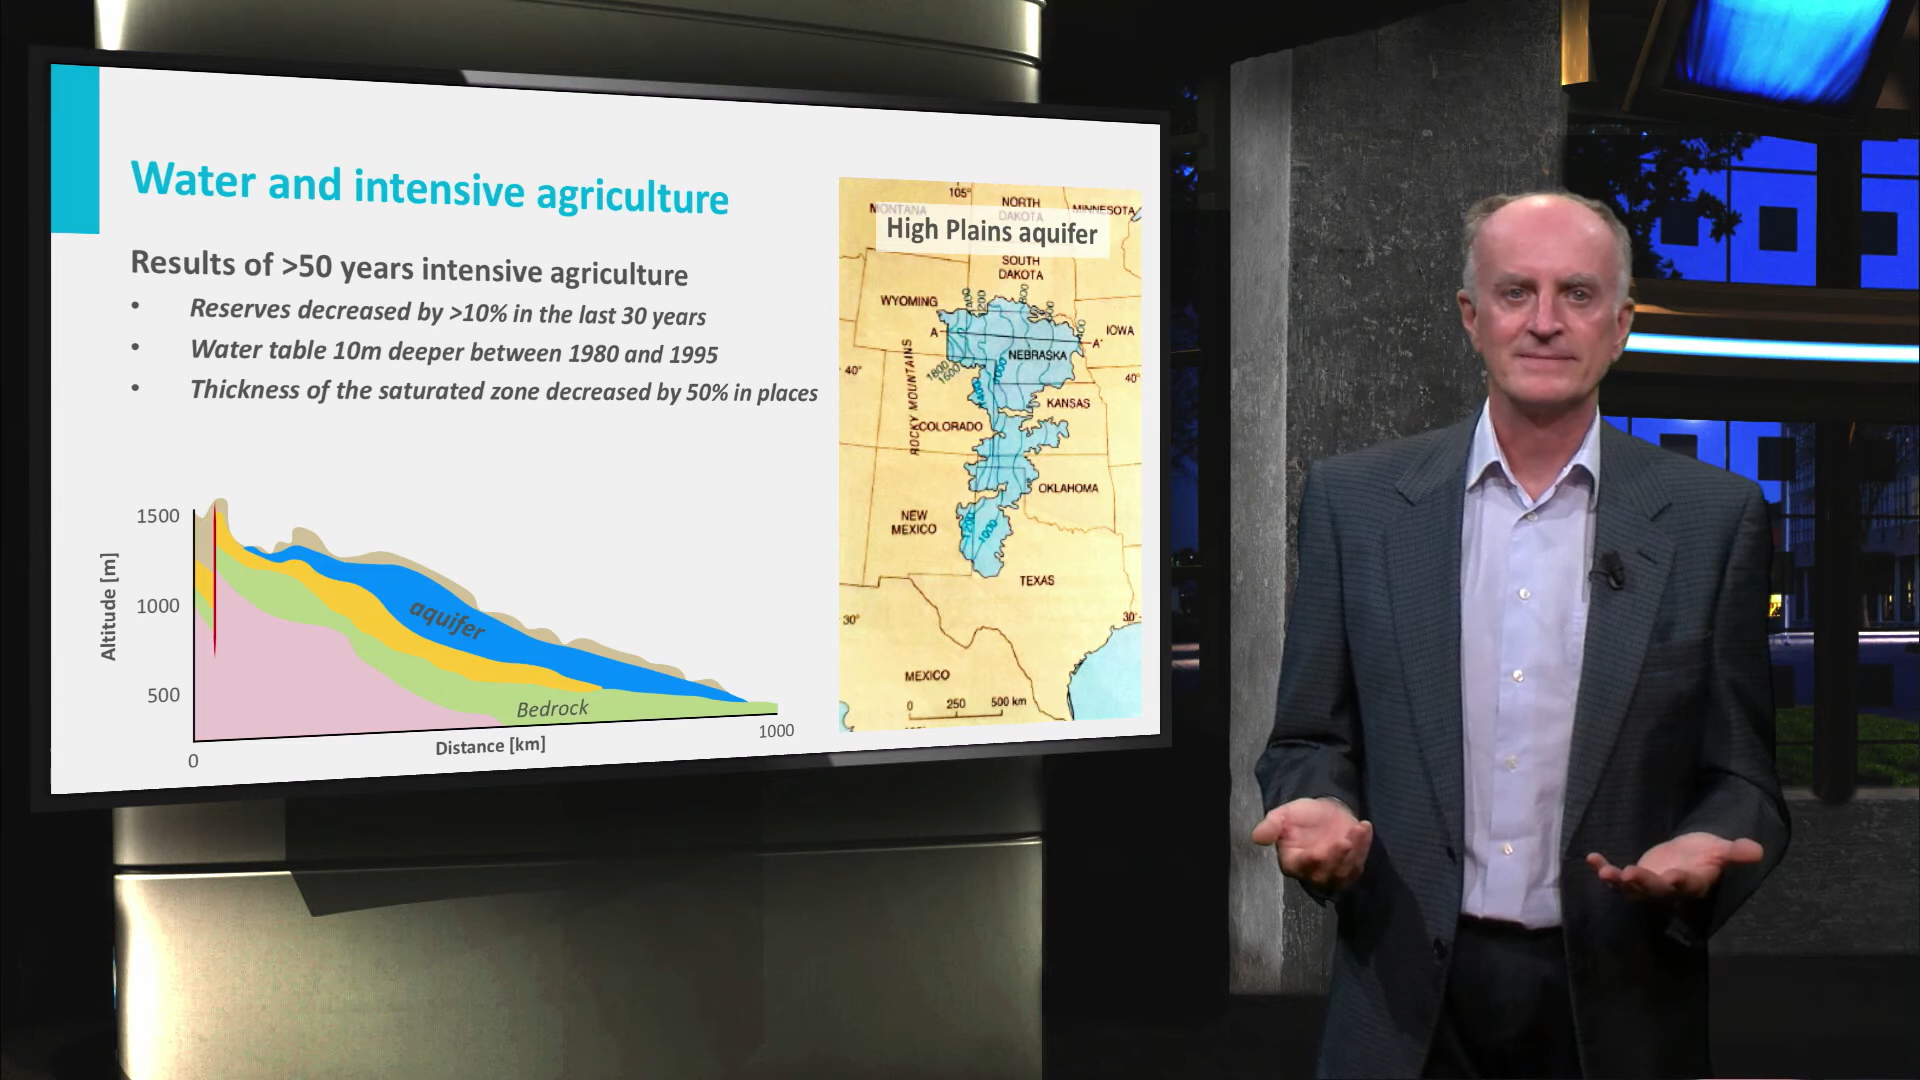 Water and intensive agriculture
Results of >50 years intensive agriculture
• Reserves decreased by >10% in the last 30 years
• Water table 10m deeper between 1980 and 1995
• Thickness of the saturated zone decreased by 50% in places
1500
1000
500
Altitude [m]
aquifer
Bedrock
0
Distance [km]
1000
105°
MONTANA
NORTH
DAKOTA
MINNESOTA
High Plains aquifer
SOUTH
DAKOTA
WYOMING
IOWA
A
A'
NEBRASKA
1800
1600
1000
40°
40°
ROCKY MOUNTAINS
KANSAS
COLORADO
OKLAHOMA
NEW
MEXICO
1000
TEXAS
30°
30°
MEXICO
0 250 500 km